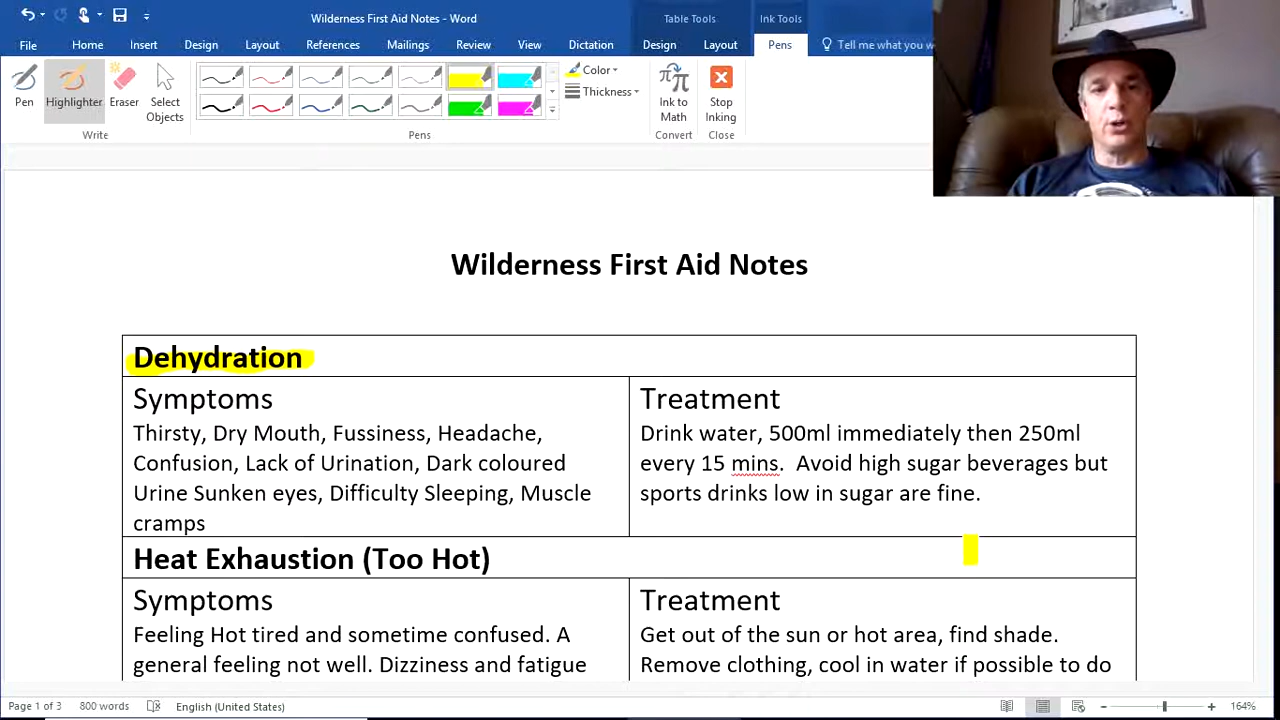 Wilderness First Aid Notes - Word
Table Tools
Ink Tools
File
Home
Insert
Design
Layout
References
Mailings
Review
View
Dictation
Design
Layout
Pens
Tell me what you w
Pen
Highlighter
Eraser
Select
Objects
Color
Thickness
Ink to
Math
Stop
Inking
Write
Pens
Convert
Close
Wilderness First Aid Notes
Dehydration
Symptoms
Thirsty, Dry Mouth, Fussiness, Headache,
Confusion, Lack of Urination, Dark coloured
Urine Sunken eyes, Difficulty Sleeping, Muscle
cramps
Treatment
Drink water, 500ml immediately then 250ml
every 15 mins.  Avoid high sugar beverages but
sports drinks low in sugar are fine.
Heat Exhaustion (Too Hot)
Symptoms
Feeling Hot tired and sometime confused. A
general feeling not well. Dizziness and fatigue
Treatment
Get out of the sun or hot area, find shade.
Remove clothing, cool in water if possible to do
Page 1 of 3
800 words
English (United States)
164%